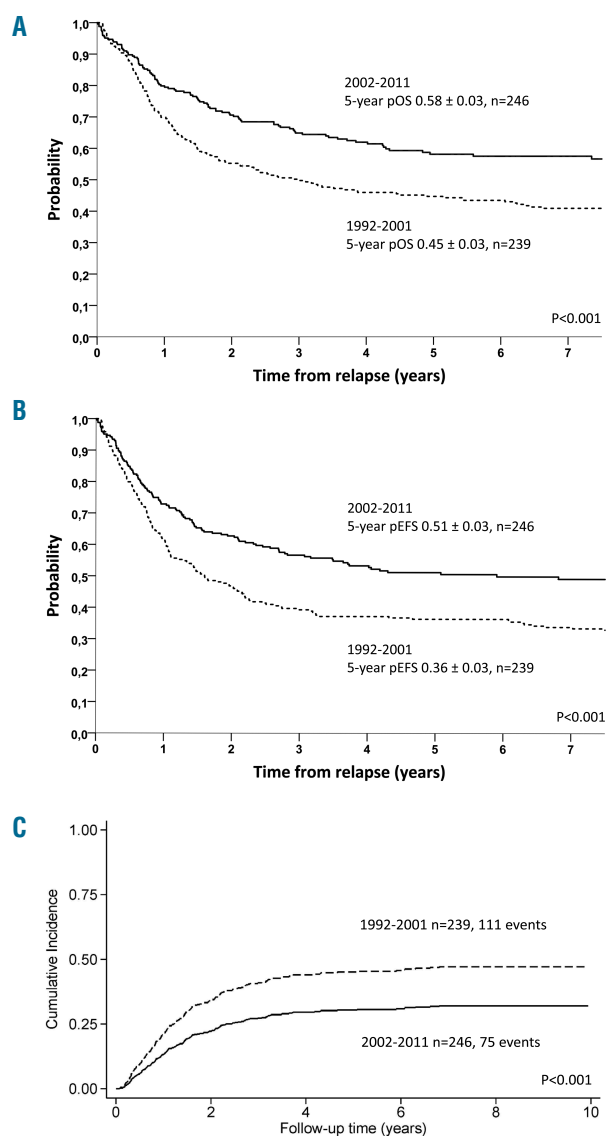 A
1,0
0,9
0,8
0,7
0,6
0,5
0,4
0,3
0,2
0,1
0,0
Probability
2002-2011
5-year pOS 0.58 ± 0.03, n=246
1992-2001
5-year pOS 0.45 ± 0.03, n=239
P<0.001
0 1 2 3 4 5 6 7
Time from relapse (years)
B
1,0
0,9
0,8
0,7
0,6
0,5
0,4
0,3
0,2
0,1
0,0
Probability
2002-2011
5-year pEFS 0.51 ± 0.03, n=246
1992-2001
5-year pEFS 0.36 ± 0.03, n=239
P<0.001
0 1 2 3 4 5 6 7
Time from relapse (years)
C
1.00
0.75
0.50
0.25
0.00
Cumulative Incidence
1992-2001 n=239, 111 events
2002-2011 n=246, 75 events
P<0.001
0 2 4 6 8 10
Follow-up time (years)